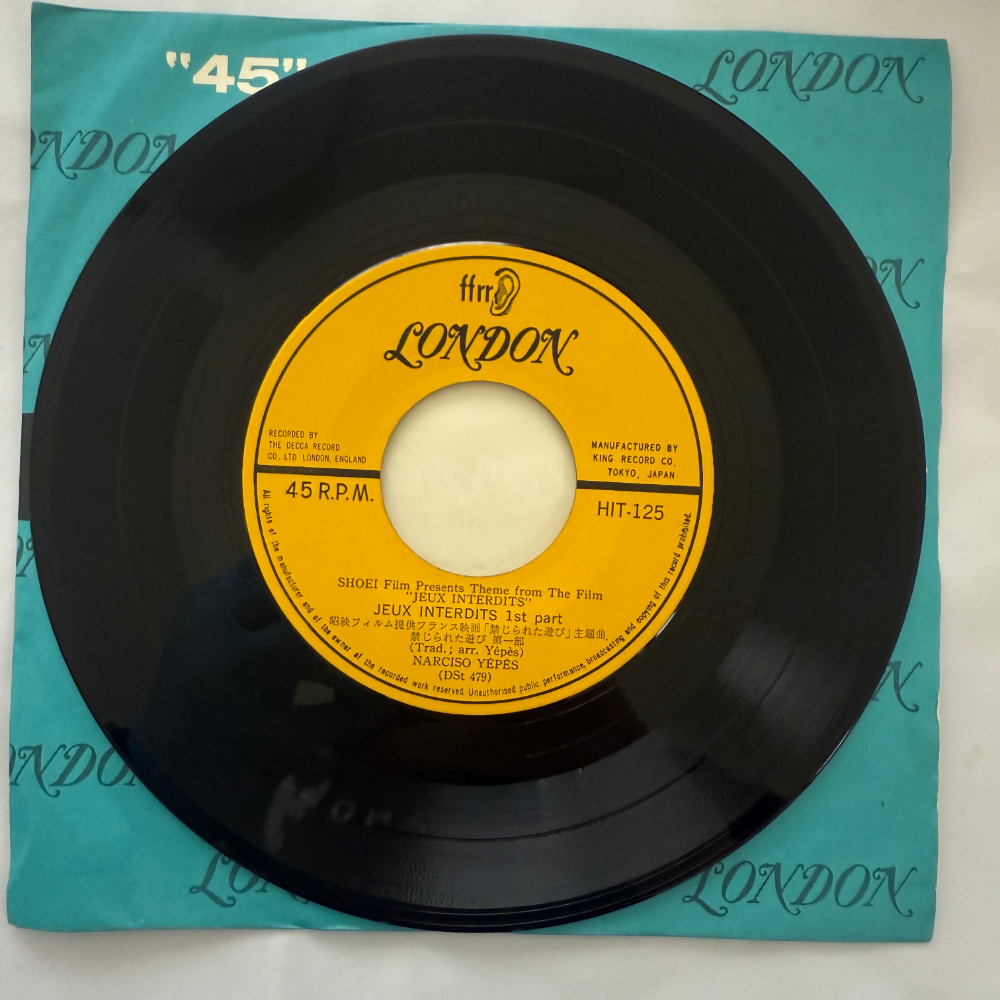 "45"
LONDON
LONDON
ffrr
LONDON
RECORDED BY
THE DECCA RECORD
CO., LTD. LONDON, ENGLAND
MANUFACTURED BY
KING RECORD CO.
TOKYO, JAPAN
45 R.P.M.
HIT-125
SHOEI Film Presents Theme from The Film
"JEUX INTERDITS"
JEUX INTERDITS 1st part
昭映フィルム提供フランス映画「禁じられた遊び」主題曲,
禁じられた遊び 第一部
(Trad.; arr. Yépès)
NARCISO YÉPÈS
(DSt 479)
All rights of the manufacturer and of the owner of the recorded work reserved. Unauthorised public performance, broadcasting and copying of this record prohibited.
LONDON